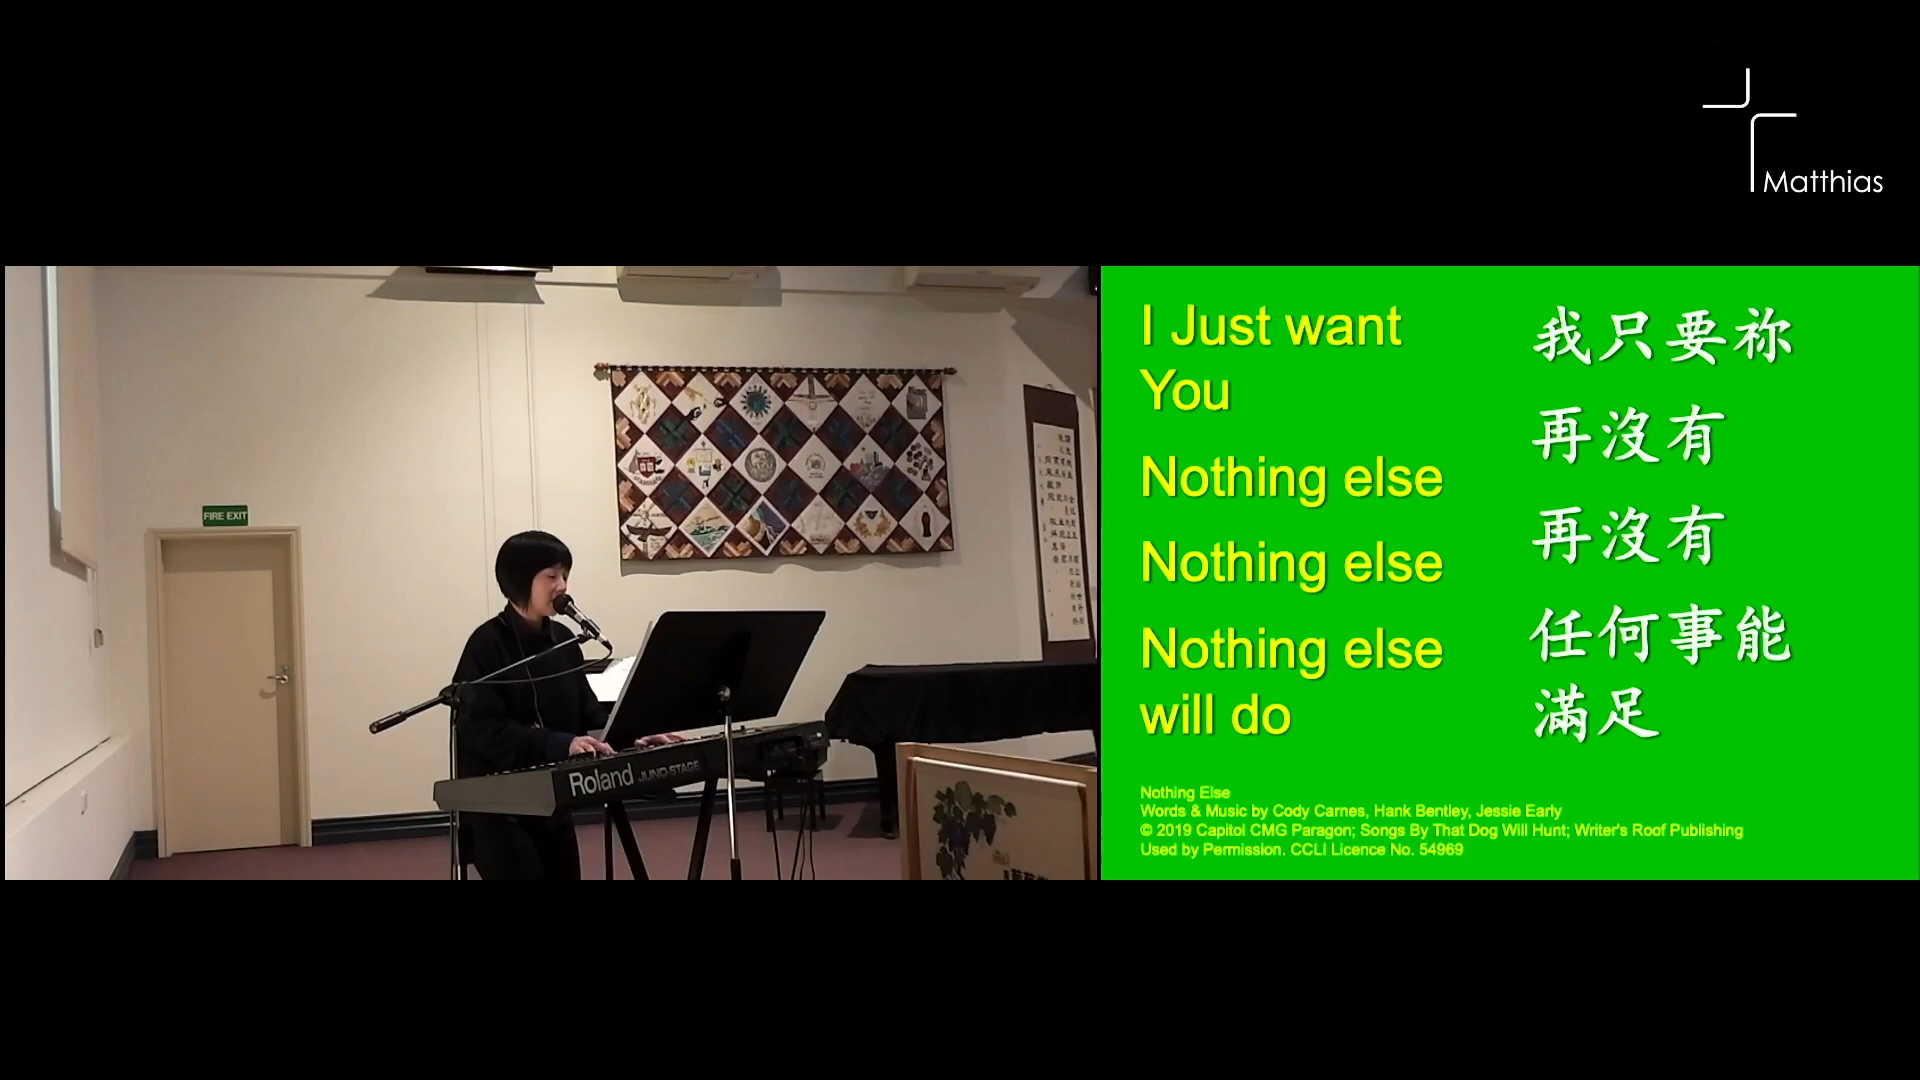 Matthias
FIRE EXIT
Roland JUNO-STAGE
I Just want
You
Nothing else
Nothing else
Nothing else
will do
我只要祢
再沒有
再沒有
任何事能
滿足
Nothing Else
Words & Music by Cody Carnes, Hank Bentley, Jessie Early
© 2019 Capitol CMG Paragon; Songs By That Dog Will Hunt; Writer's Roof Publishing
Used by Permission. CCLI Licence No. 54969